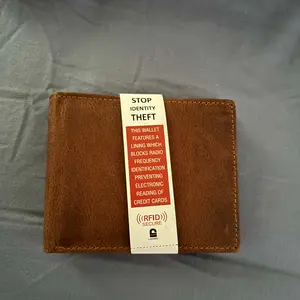 STOP
IDENTITY
THEFT
THIS WALLET
FEATURES A
LINING WHICH
BLOCKS RADIO
FREQUENCY
IDENTIFICATION
PREVENTING
ELECTRONIC
READING OF
CREDIT CARDS
RFID
SECURE